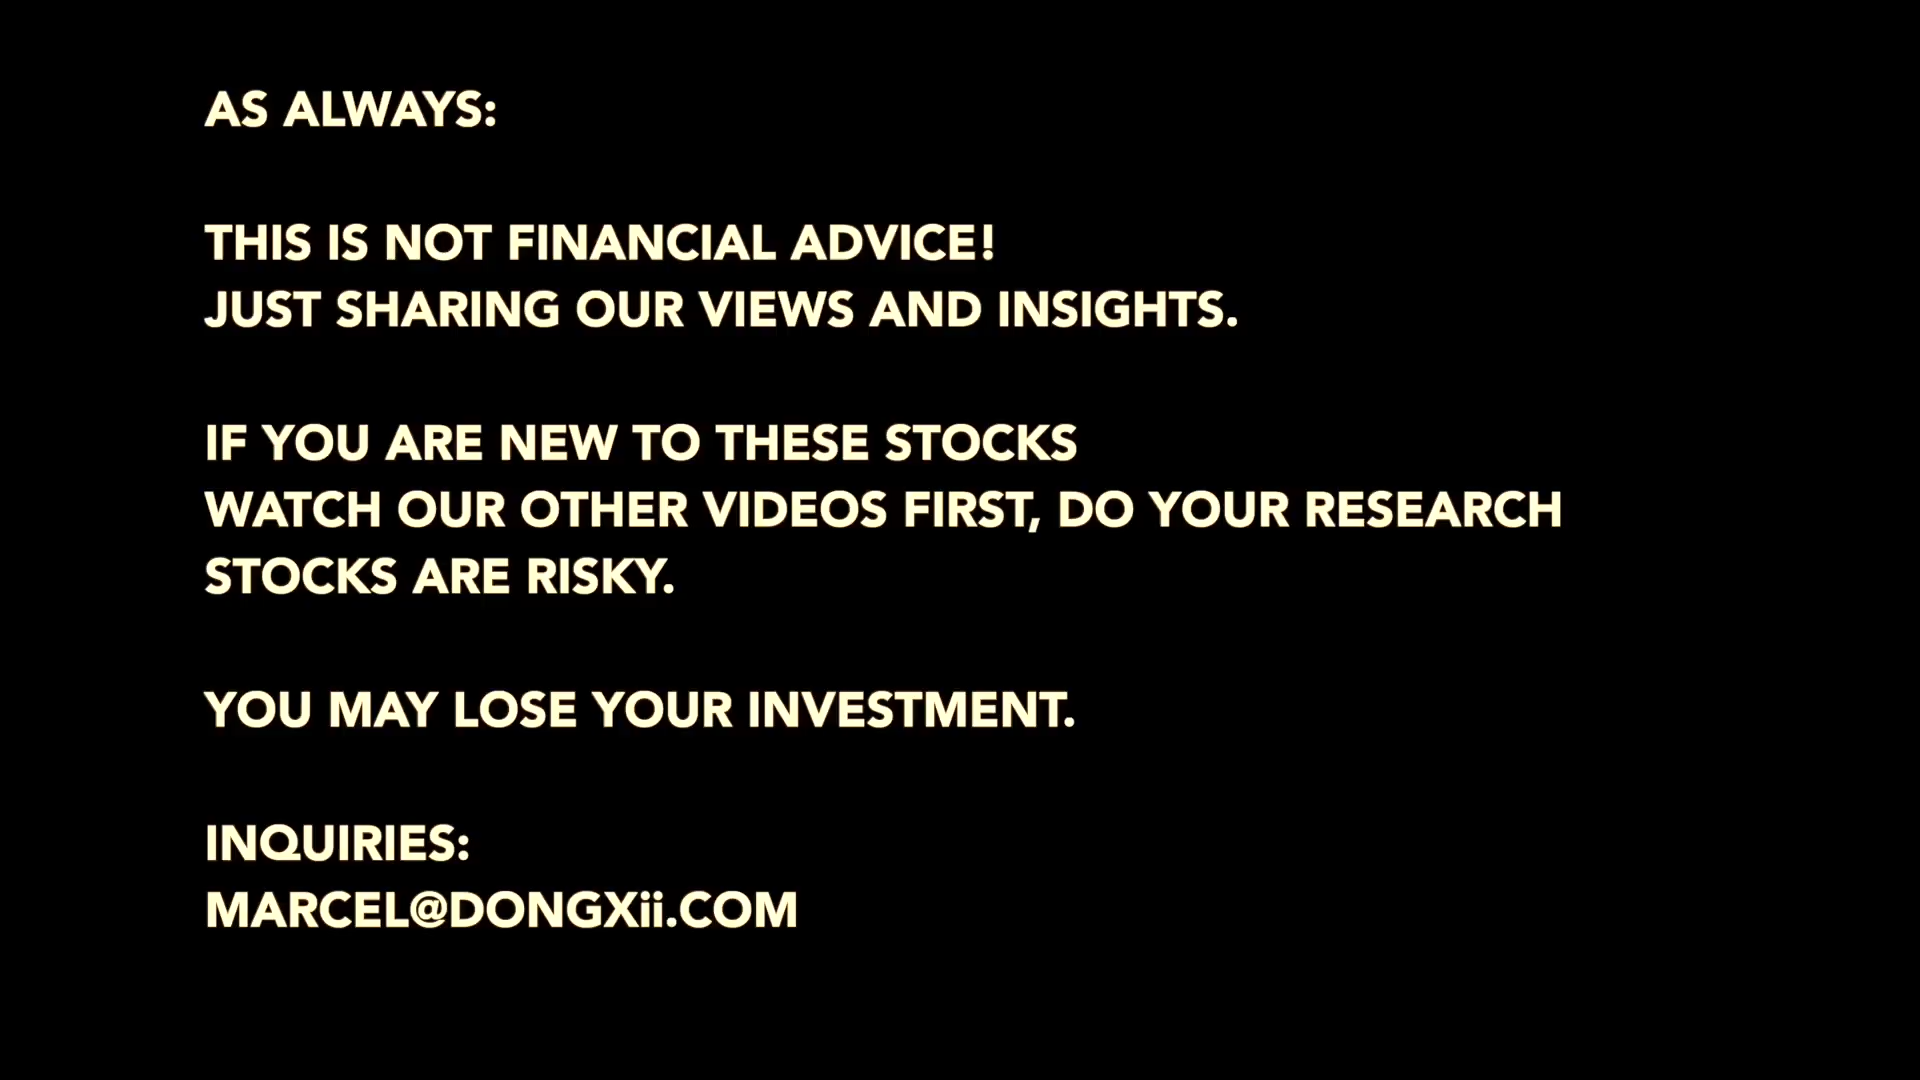 AS ALWAYS:
THIS IS NOT FINANCIAL ADVICE!
JUST SHARING OUR VIEWS AND INSIGHTS.
IF YOU ARE NEW TO THESE STOCKS
WATCH OUR OTHER VIDEOS FIRST, DO YOUR RESEARCH
STOCKS ARE RISKY.
YOU MAY LOSE YOUR INVESTMENT.
INQUIRIES:
MARCEL@DONGXii.COM